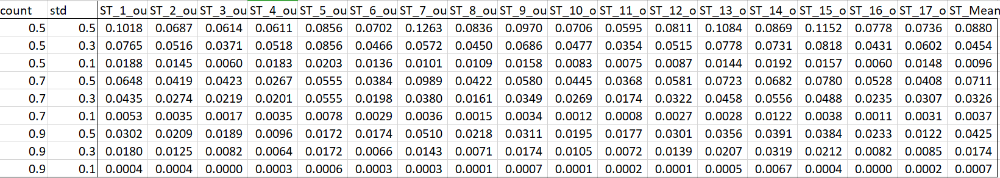 count std ST_1_ou ST_2_ou ST_3_ou ST_4_ou ST_5_ou ST_6_ou ST_7_ou ST_8_ou ST_9_ou ST_10_o ST_11_o ST_12_o ST_13_o ST_14_o ST_15_o ST_16_o ST_17_o ST_Mean
0.5 0.5 0.1018 0.0687 0.0614 0.0611 0.0856 0.0702 0.1263 0.0836 0.0970 0.0706 0.0595 0.0811 0.1084 0.0869 0.1152 0.0778 0.0736 0.0880
0.5 0.3 0.0765 0.0516 0.0371 0.0518 0.0856 0.0466 0.0572 0.0450 0.0686 0.0477 0.0354 0.0515 0.0778 0.0731 0.0818 0.0431 0.0602 0.0454
0.5 0.1 0.0188 0.0145 0.0060 0.0183 0.0203 0.0136 0.0101 0.0109 0.0158 0.0083 0.0075 0.0087 0.0144 0.0192 0.0157 0.0060 0.0148 0.0096
0.7 0.5 0.0648 0.0419 0.0423 0.0267 0.0555 0.0384 0.0989 0.0422 0.0580 0.0445 0.0368 0.0581 0.0723 0.0682 0.0780 0.0528 0.0408 0.0711
0.7 0.3 0.0435 0.0274 0.0219 0.0201 0.0555 0.0198 0.0380 0.0161 0.0349 0.0269 0.0174 0.0322 0.0458 0.0556 0.0488 0.0235 0.0307 0.0326
0.7 0.1 0.0053 0.0035 0.0017 0.0035 0.0078 0.0029 0.0036 0.0015 0.0034 0.0012 0.0008 0.0027 0.0028 0.0122 0.0038 0.0011 0.0031 0.0037
0.9 0.5 0.0302 0.0209 0.0189 0.0096 0.0172 0.0174 0.0510 0.0218 0.0311 0.0195 0.0177 0.0301 0.0356 0.0391 0.0384 0.0233 0.0122 0.0425
0.9 0.3 0.0180 0.0125 0.0082 0.0064 0.0172 0.0066 0.0143 0.0071 0.0174 0.0105 0.0072 0.0139 0.0207 0.0319 0.0212 0.0082 0.0085 0.0174
0.9 0.1 0.0004 0.0004 0.0000 0.0003 0.0006 0.0003 0.0003 0.0001 0.0007 0.0001 0.0002 0.0001 0.0005 0.0067 0.0004 0.0000 0.0002 0.0007